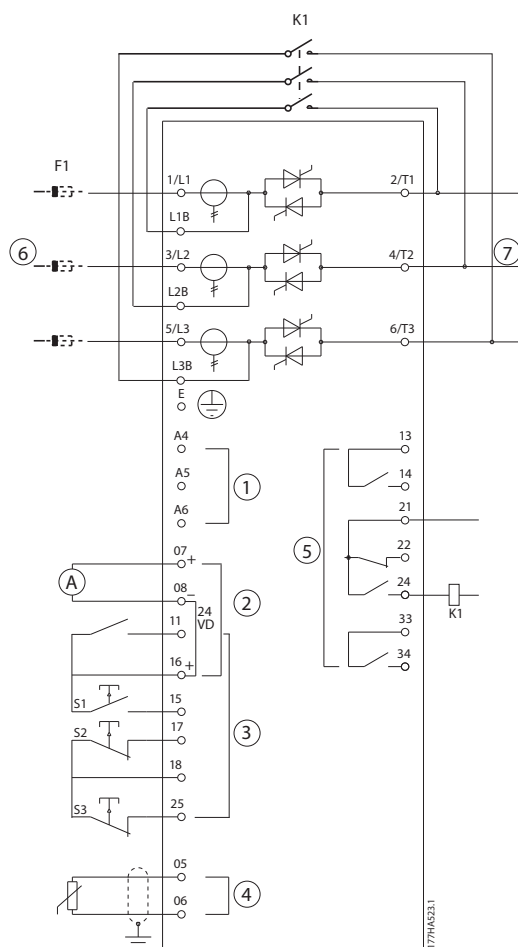 K1
F1
1/L1
2/T1
L1B
6
3/L2
4/T2
7
L2B
5/L3
6/T3
L3B
E
A4
13
A5
1
14
A6
21
07 +
5
22
A
2
08 −
24
24 VD
K1
11
33
16 +
34
S1
15
S2
17
3
18
S3
25
05
4
06
177HA523.1